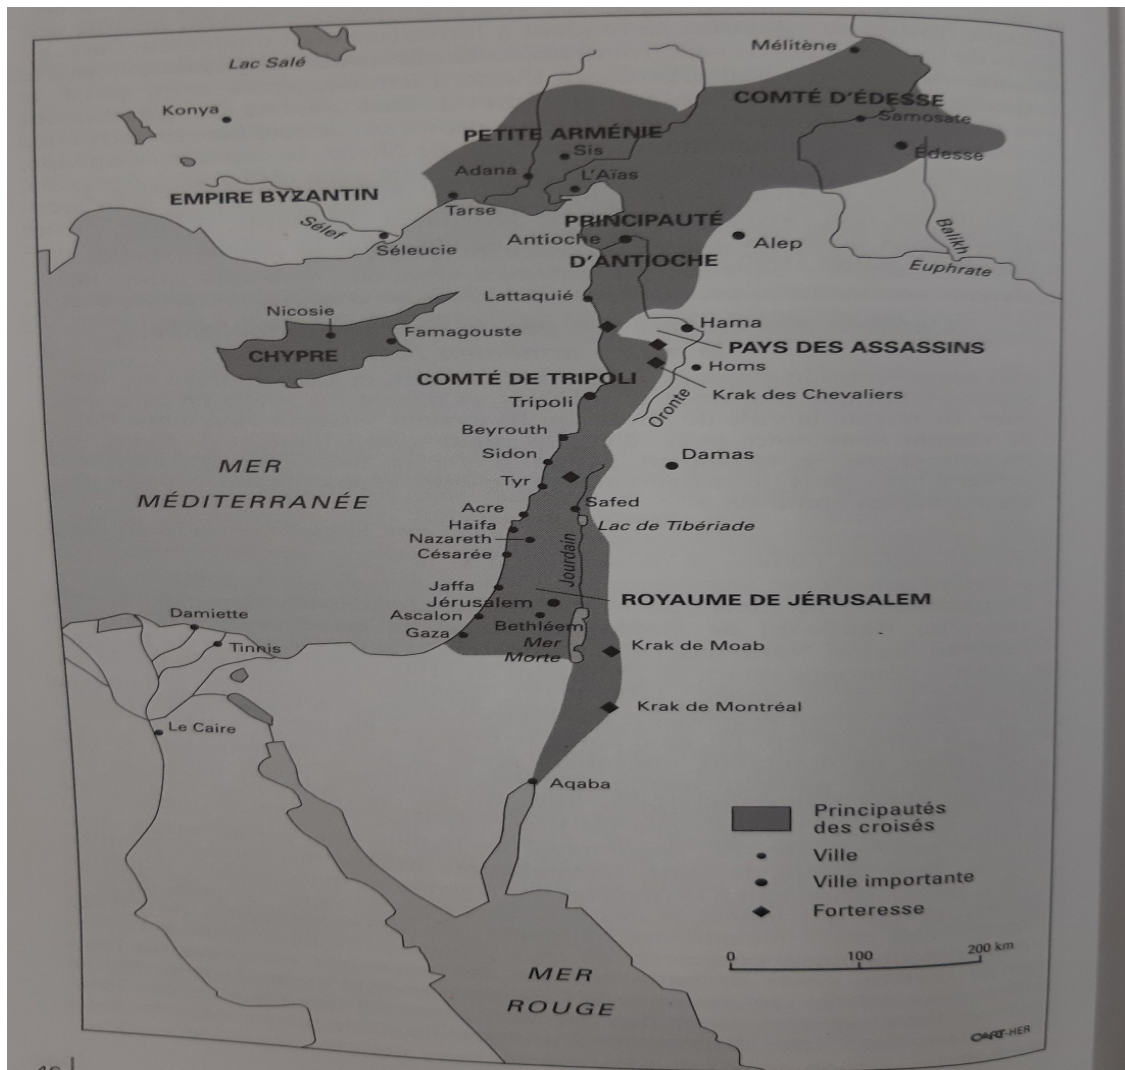 Lac Salé
Mélitène
Konya
COMTÉ D'ÉDESSE
Samosate
PETITE ARMÉNIE
Sis
Édesse
Adana
L'Aïas
EMPIRE BYZANTIN
Tarse
Sélef
PRINCIPAUTÉ
Séleucie
Antioche
Alep
Balikh
D'ANTIOCHE
Euphrate
Lattaquié
Nicosie
Famagouste
Hama
CHYPRE
PAYS DES ASSASSINS
Homs
COMTÉ DE TRIPOLI
Krak des Chevaliers
Tripoli
Oronte
Beyrouth
Sidon
Damas
MER
MÉDITERRANÉE
Tyr
Safed
Acre
Haifa
Lac de Tibériade
Nazareth
Césarée
Jourdain
Jaffa
Jérusalem
ROYAUME DE JÉRUSALEM
Ascalon
Damiette
Bethléem
Gaza
Tinnis
Mer
Morte
Krak de Moab
Krak de Montréal
Le Caire
Aqaba
Principautés
des croisés
Ville
Ville importante
Forteresse
0 100 200 km
MER
ROUGE
CART-HER